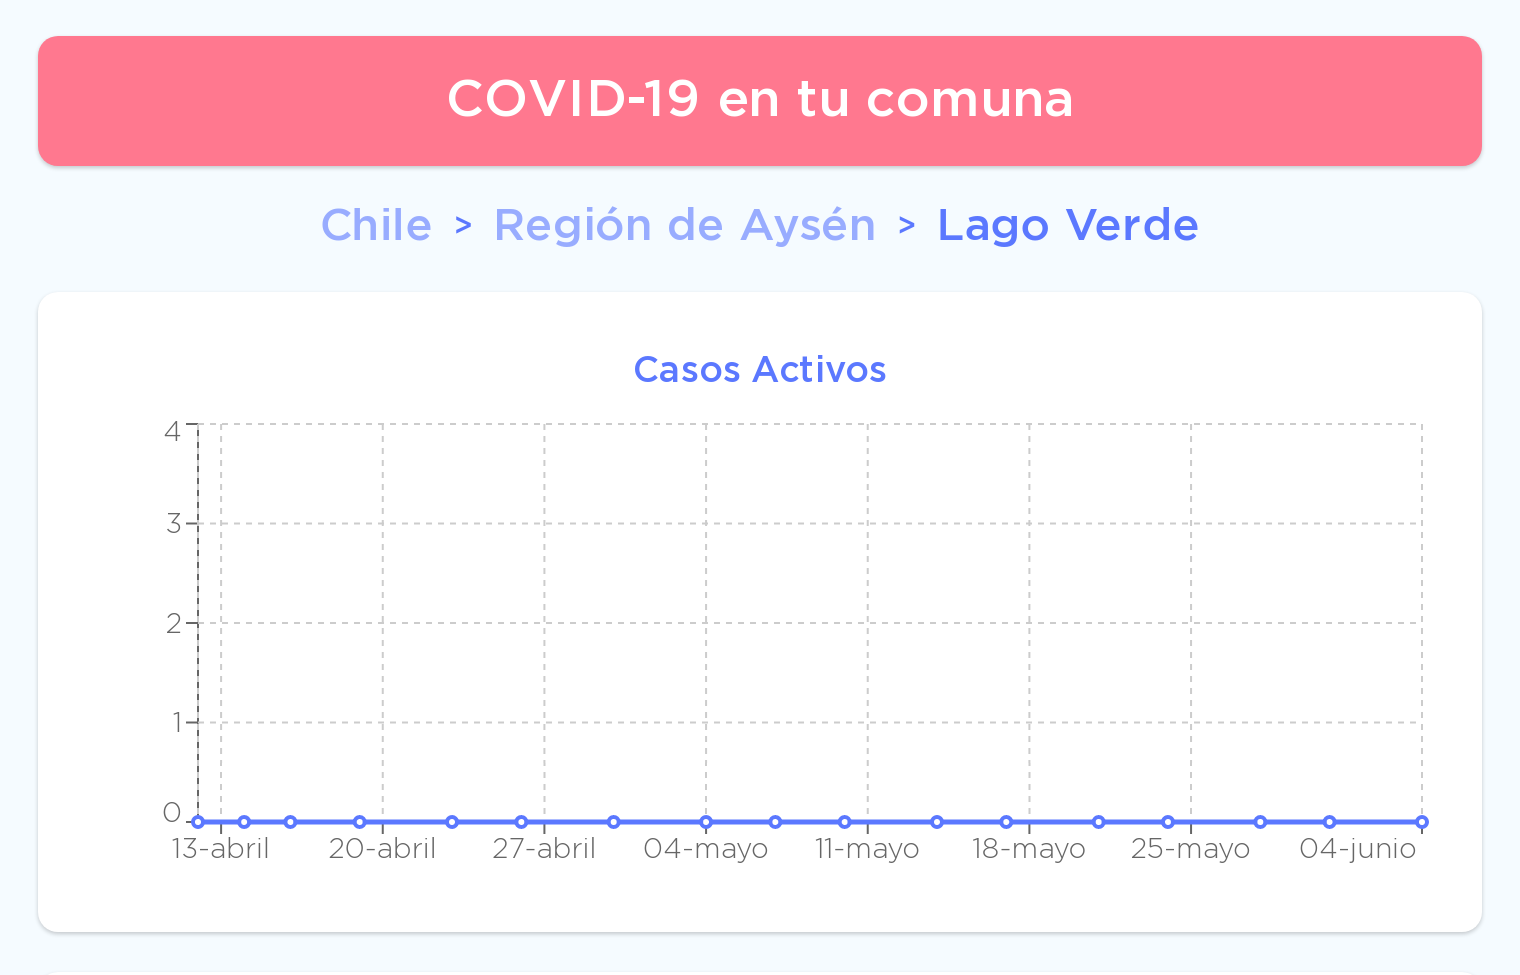 COVID-19 en tu comuna
Chile > Región de Aysén > Lago Verde
Casos Activos
4
3
2
1
0
13-abril 20-abril 27-abril 04-mayo 11-mayo 18-mayo 25-mayo 04-junio